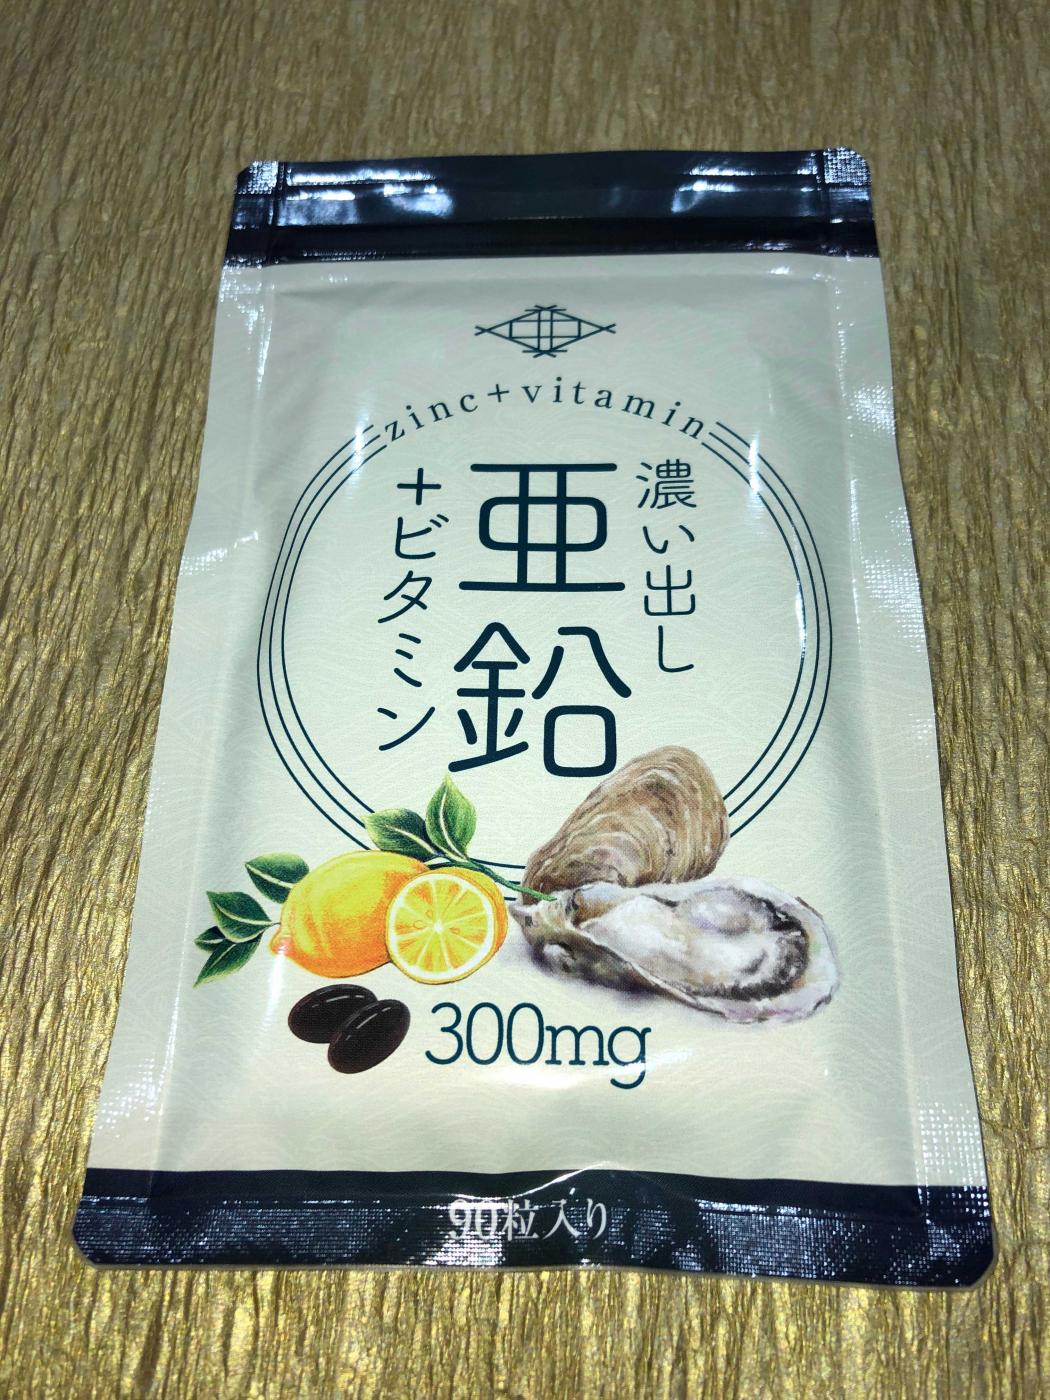 zinc+vitamin
濃い出し
亜鉛
+ビタミン
300mg
90粒入り